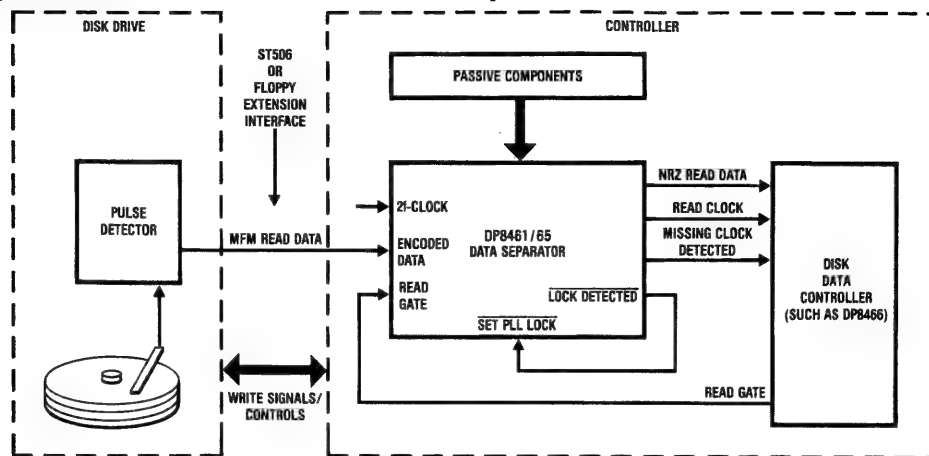 DISK DRIVE
CONTROLLER
ST506
OR
FLOPPY
EXTENSION
INTERFACE
PASSIVE COMPONENTS
PULSE
DETECTOR
MFM READ DATA
2f-CLOCK
ENCODED
DATA
READ
GATE
DP8461/65
DATA SEPARATOR
LOCK DETECTED
SET PLL LOCK
NRZ READ DATA
READ CLOCK
MISSING CLOCK
DETECTED
DISK
DATA
CONTROLLER
(SUCH AS DP8466)
WRITE SIGNALS/
CONTROLS
READ GATE